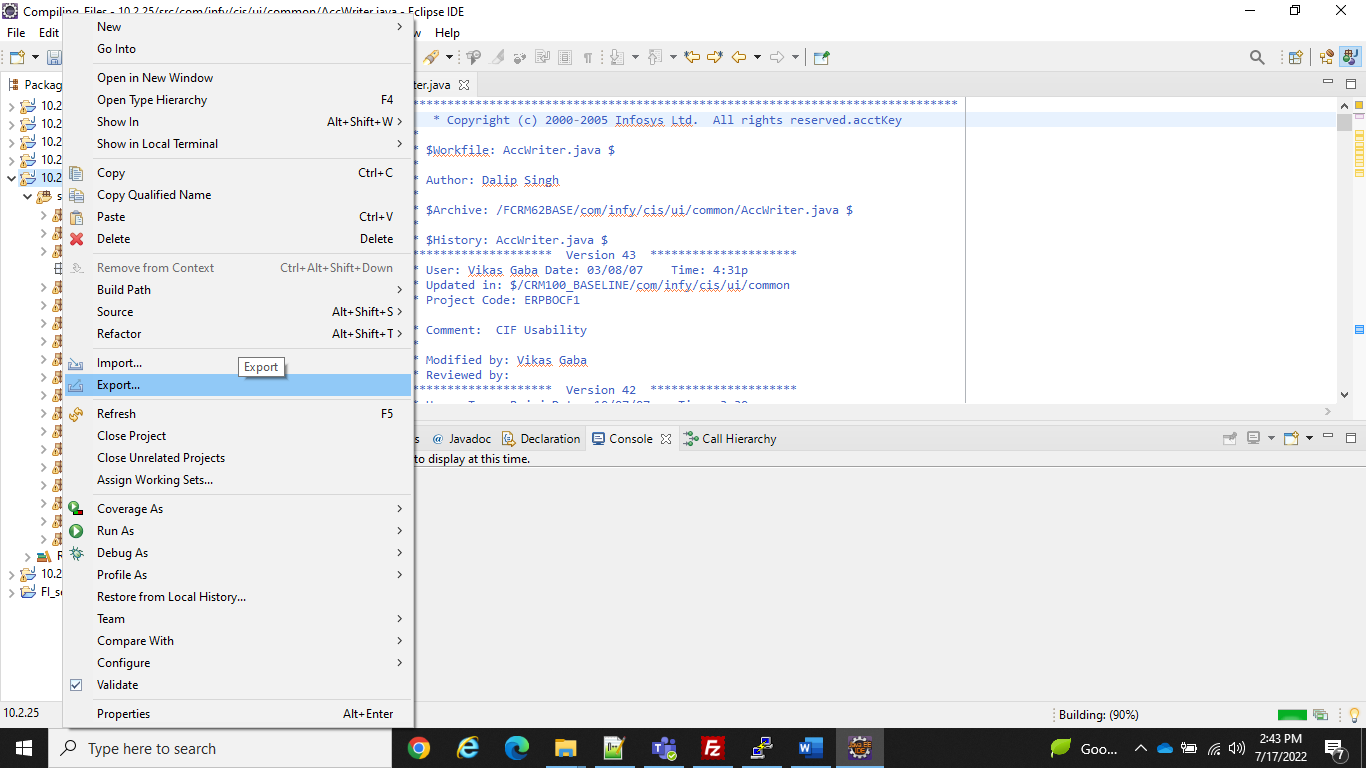 Compiling_Files - 10.2.25/src/com/infy/cis/ui/common/AccWriter.java - Eclipse IDE
File Edit Help
Packag
ter.java
10.2
10.2
10.2
10.2
10.2
s
R
10.2
FI_se
New
Go Into
Open in New Window
Open Type Hierarchy F4
Show In Alt+Shift+W
Show in Local Terminal
Copy Ctrl+C
Copy Qualified Name
Paste Ctrl+V
Delete Delete
Remove from Context Ctrl+Alt+Shift+Down
Build Path
Source Alt+Shift+S
Refactor Alt+Shift+T
Import...
Export
Export...
Refresh F5
Close Project
Close Unrelated Projects
Assign Working Sets...
Coverage As
Run As
Debug As
Profile As
Restore from Local History...
Team
Compare With
Configure
Validate
Properties Alt+Enter
******************************************************************************
* Copyright (c) 2000-2005 Infosys Ltd.  All rights reserved.acctKey
*
* $Workfile: AccWriter.java $
*
* Author: Dalip Singh
*
* $Archive: /FCRM62BASE/com/infy/cis/ui/common/AccWriter.java $
*
* $History: AccWriter.java $
********************  Version 43  *********************
* User: Vikas Gaba Date: 03/08/07    Time: 4:31p
* Updated in: $/CRM100_BASELINE/com/infy/cis/ui/common
* Project Code: ERPBOCF1
* Comment:  CIF Usability
*
* Modified by: Vikas Gaba
* Reviewed by:
********************  Version 42  *********************
s @ Javadoc Declaration Console Call Hierarchy
to display at this time.
10.2.25
Building: (90%)
Type here to search
Goo...
2:43 PM
7/17/2022
7